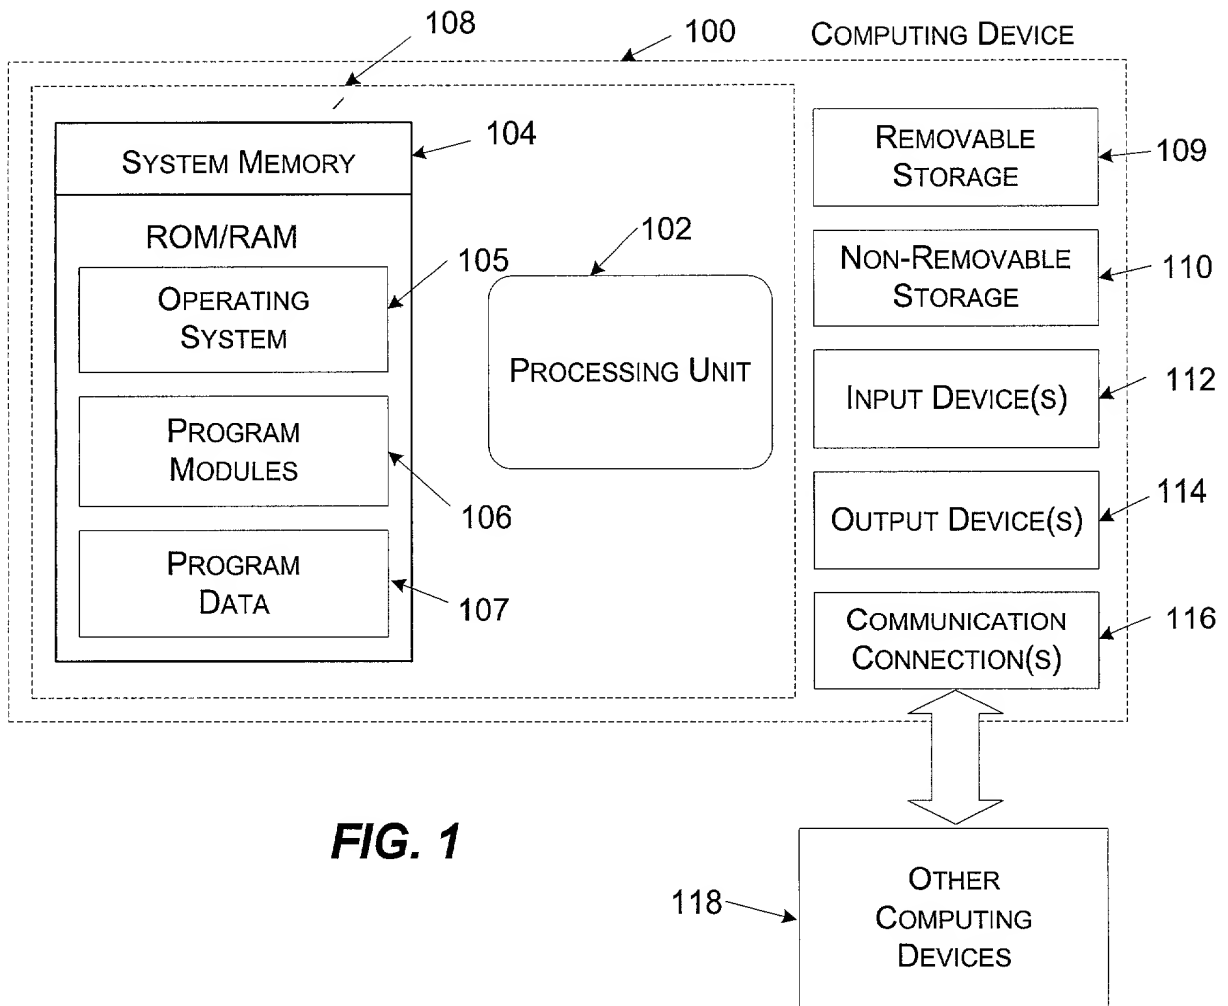 108
100
COMPUTING DEVICE
SYSTEM MEMORY
104
ROM/RAM
105
OPERATING
SYSTEM
PROGRAM
MODULES
106
PROGRAM
DATA
107
102
PROCESSING UNIT
REMOVABLE
STORAGE
109
NON-REMOVABLE
STORAGE
110
INPUT DEVICE(S)
112
OUTPUT DEVICE(S)
114
COMMUNICATION
CONNECTION(S)
116
FIG. 1
118
OTHER
COMPUTING
DEVICES